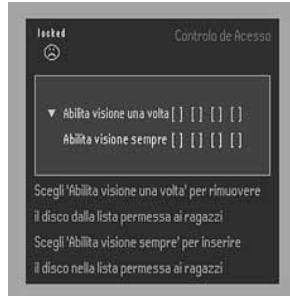 locked
Controlo de Acesso
▼ Abilita visione una volta [ ] [ ] [ ] [ ]
Abilita visione sempre [ ] [ ] [ ] [ ]
Scegli 'Abilita visione una volta' per rimuovere
il disco dalla lista permessa ai ragazzi
Scegli 'Abilita visione sempre' per inserire
il disco nella lista permessa ai ragazzi